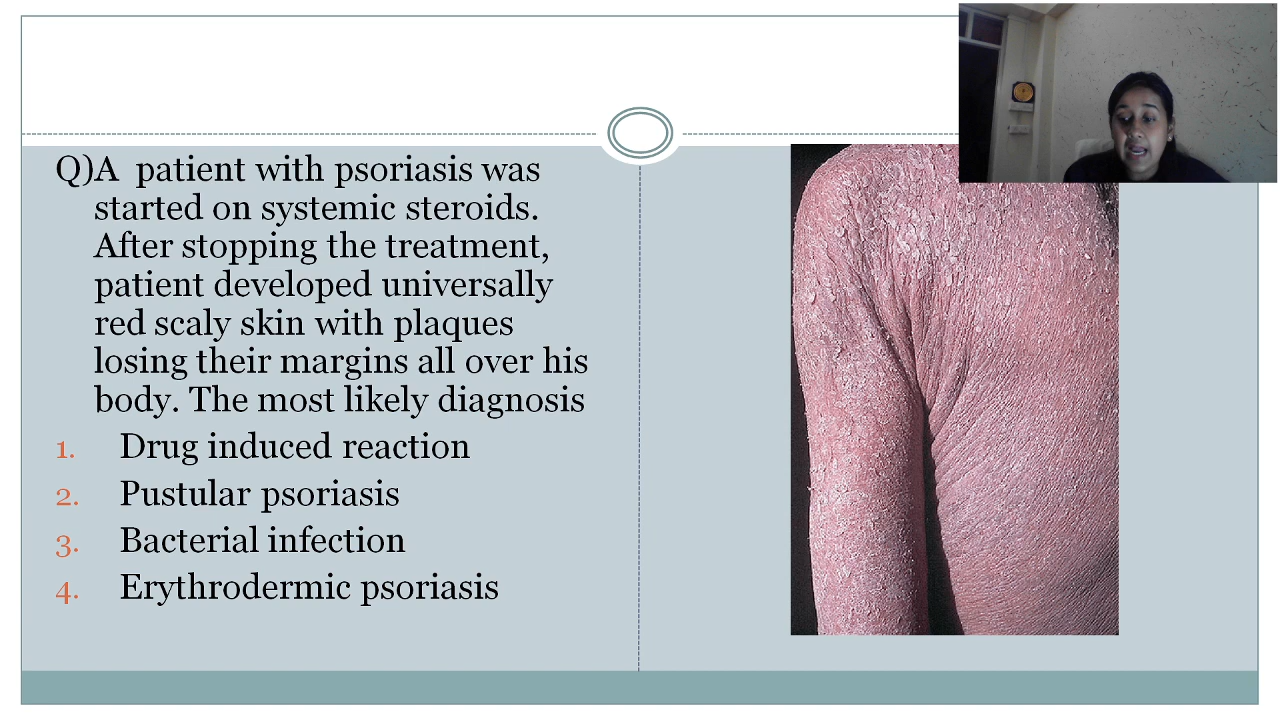 Q)A patient with psoriasis was
started on systemic steroids.
After stopping the treatment,
patient developed universally
red scaly skin with plaques
losing their margins all over his
body. The most likely diagnosis
1. Drug induced reaction
2. Pustular psoriasis
3. Bacterial infection
4. Erythrodermic psoriasis